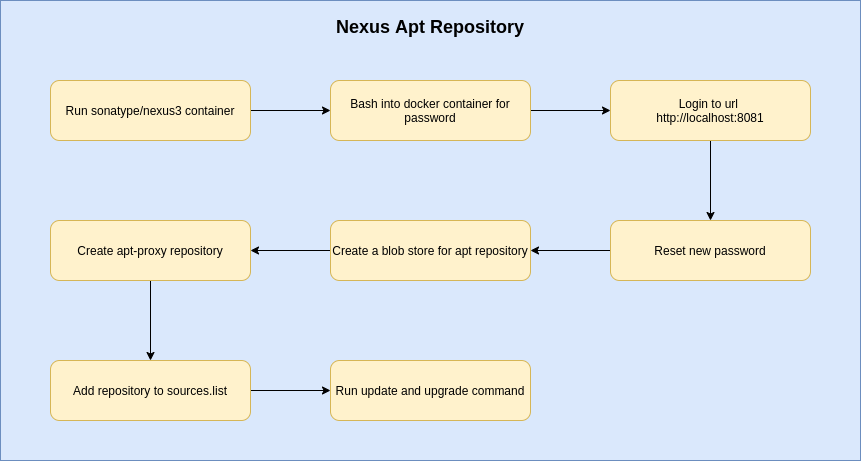 Nexus Apt Repository
Run sonatype/nexus3 container
Bash into docker container for
password
Login to url
http://localhost:8081
Reset new password
Create a blob store for apt repository
Create apt-proxy repository
Add repository to sources.list
Run update and upgrade command